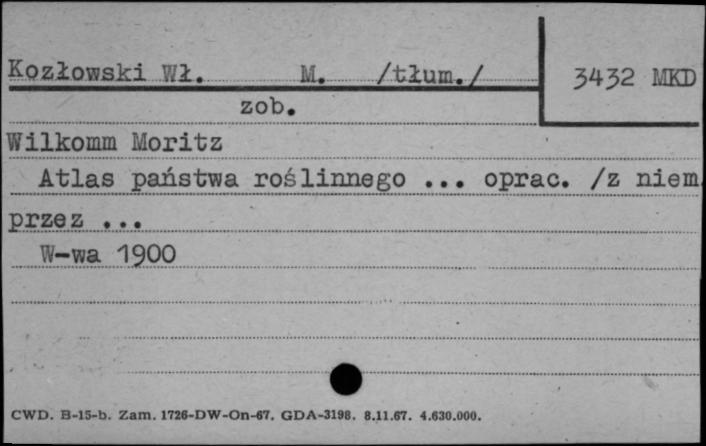 Kozłowski Wł. M. /tłum./
3432 MKD
zob.
Wilkomm Moritz
Atlas państwa roślinnego ... oprac. /z niem.
przez ...
W-wa 1900
CWD. B-15-b. Zam. 1726-DW-On-67. GDA-3198. 8.11.67. 4.630.000.